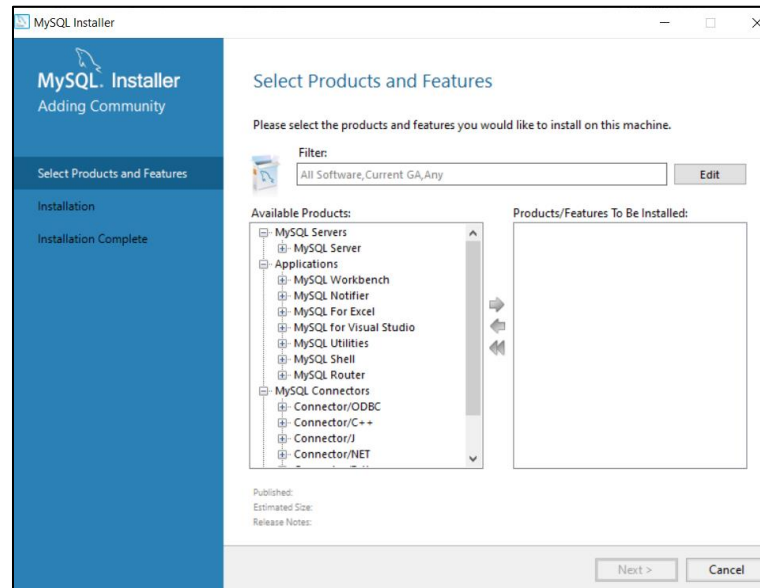 MySQL Installer
MySQL. Installer
Adding Community
Select Products and Features
Installation
Installation Complete
Select Products and Features
Please select the products and features you would like to install on this machine.
Filter:
All Software,Current GA,Any
Edit
Available Products:
MySQL Servers
MySQL Server
Applications
MySQL Workbench
MySQL Notifier
MySQL For Excel
MySQL for Visual Studio
MySQL Utilities
MySQL Shell
MySQL Router
MySQL Connectors
Connector/ODBC
Connector/C++
Connector/J
Connector/NET
Products/Features To Be Installed:
Published:
Estimated Size:
Release Notes:
Next >
Cancel